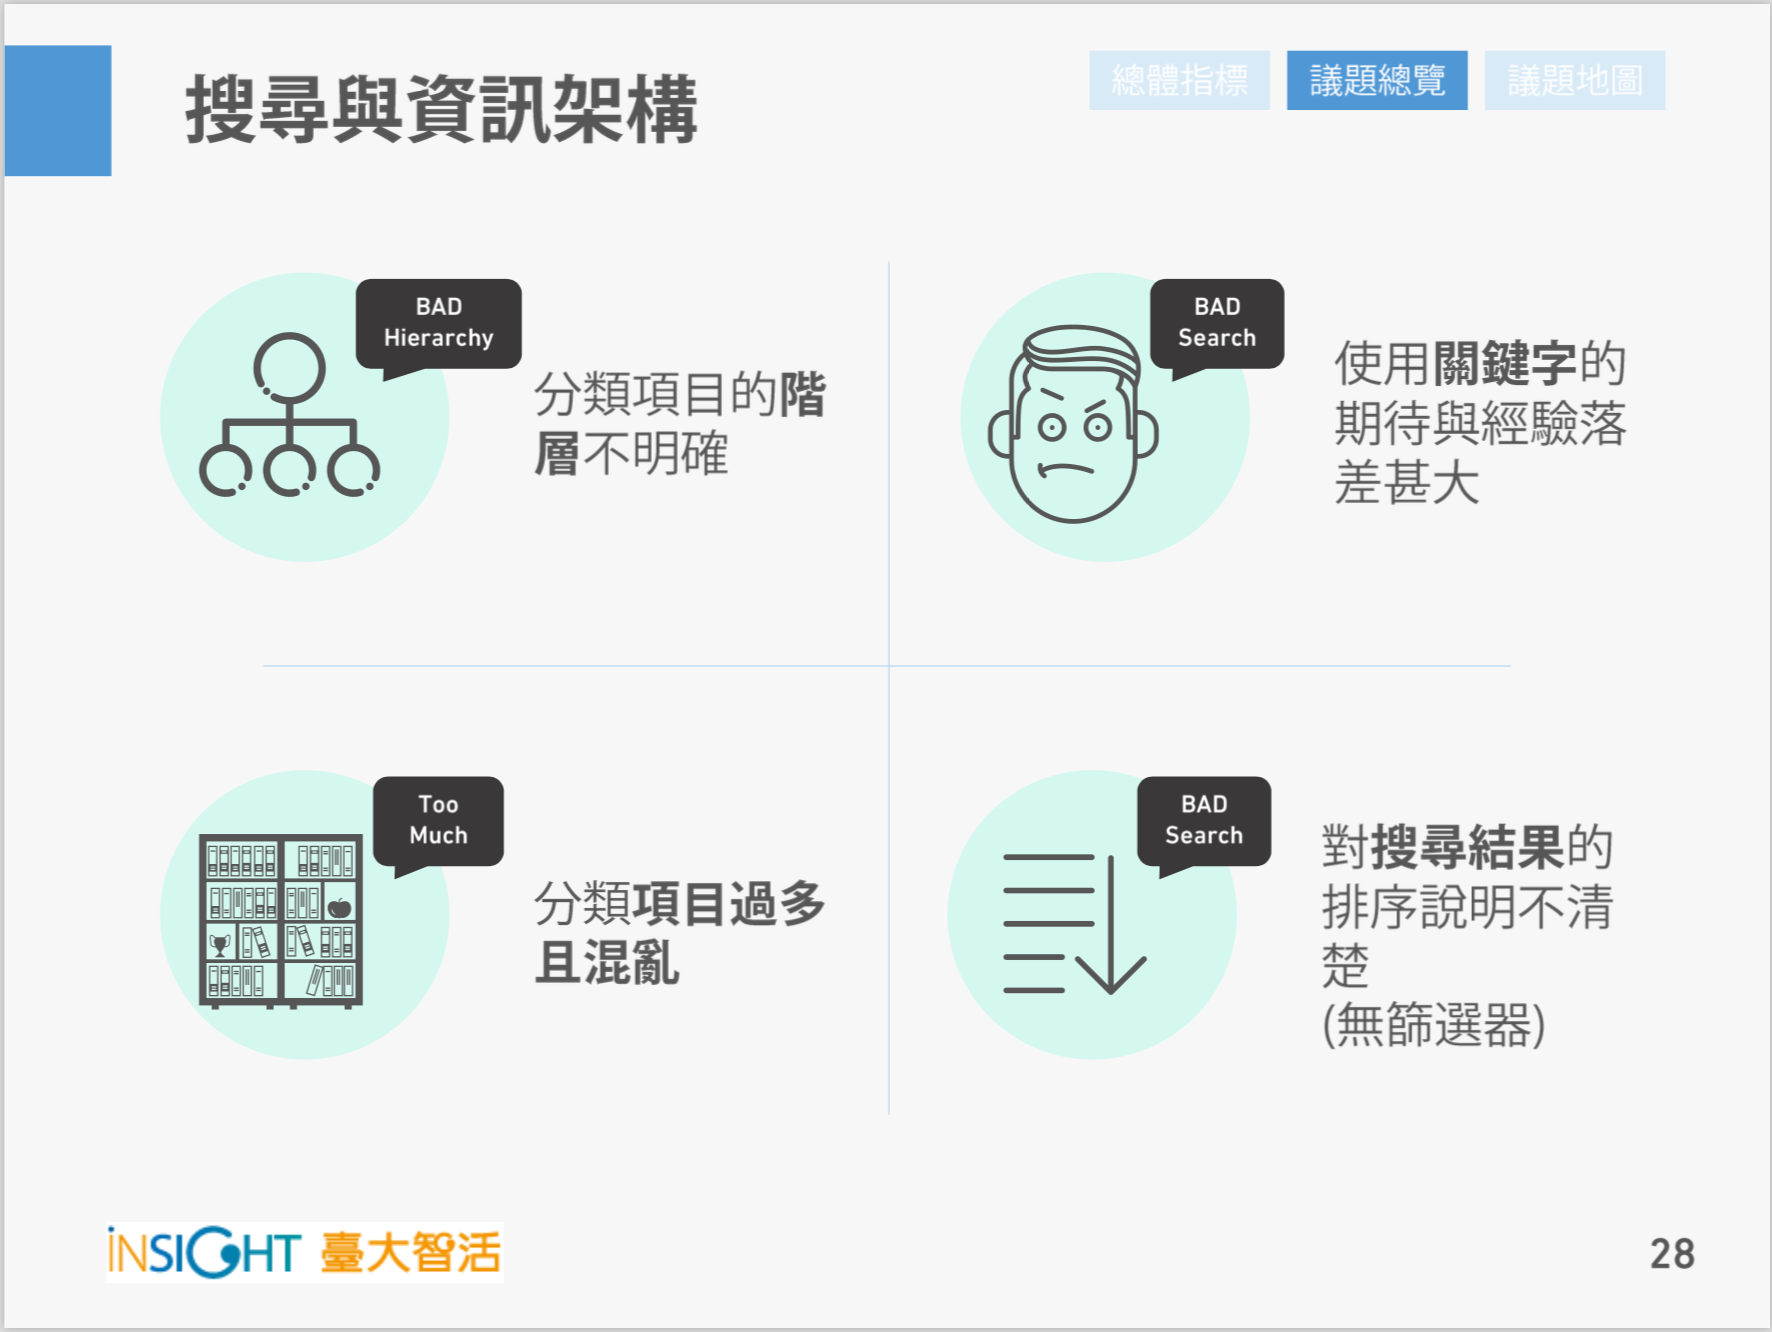 搜尋與資訊架構
總體指標
議題總覽
議題地圖
BAD
Hierarchy
分類項目的階
層不明確
BAD
Search
使用關鍵字的
期待與經驗落
差甚大
Too
Much
分類項目過多
且混亂
BAD
Search
對搜尋結果的
排序說明不清
楚
(無篩選器)
iNSIGHT 臺大智活
28